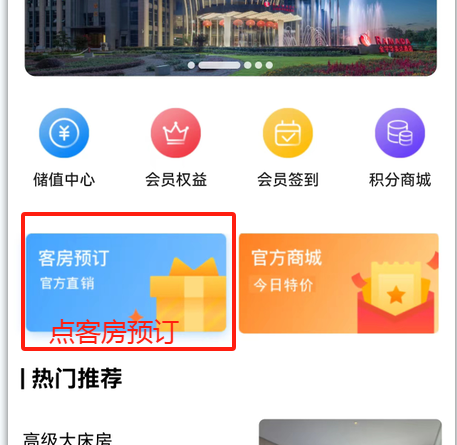 储值中心
会员权益
会员签到
积分商城
客房预订
官方直销
官方商城
今日特价
点客房预订
热门推荐
高级大床房